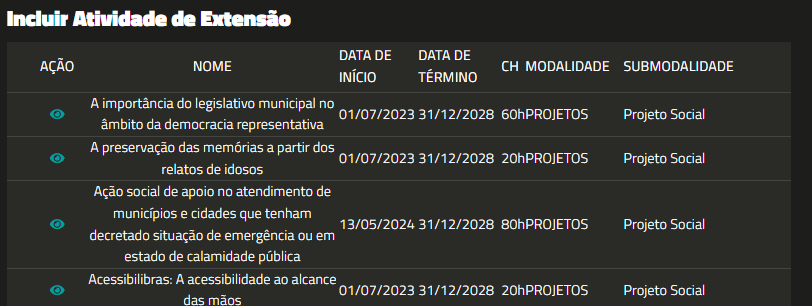 Incluir Atividade de Extensão
AÇÃO NOME DATA DE INÍCIO DATA DE TÉRMINO CH MODALIDADE SUBMODALIDADE
A importância do legislativo municipal no
âmbito da democracia representativa
01/07/2023 31/12/2028 60h PROJETOS Projeto Social
A preservação das memórias a partir dos
relatos de idosos
01/07/2023 31/12/2028 20h PROJETOS Projeto Social
Ação social de apoio no atendimento de
municípios e cidades que tenham
decretado situação de emergência ou em
estado de calamidade pública
13/05/2024 31/12/2028 80h PROJETOS Projeto Social
Acessibilibras: A acessibilidade ao alcance
das mãos
01/07/2023 31/12/2028 20h PROJETOS Projeto Social